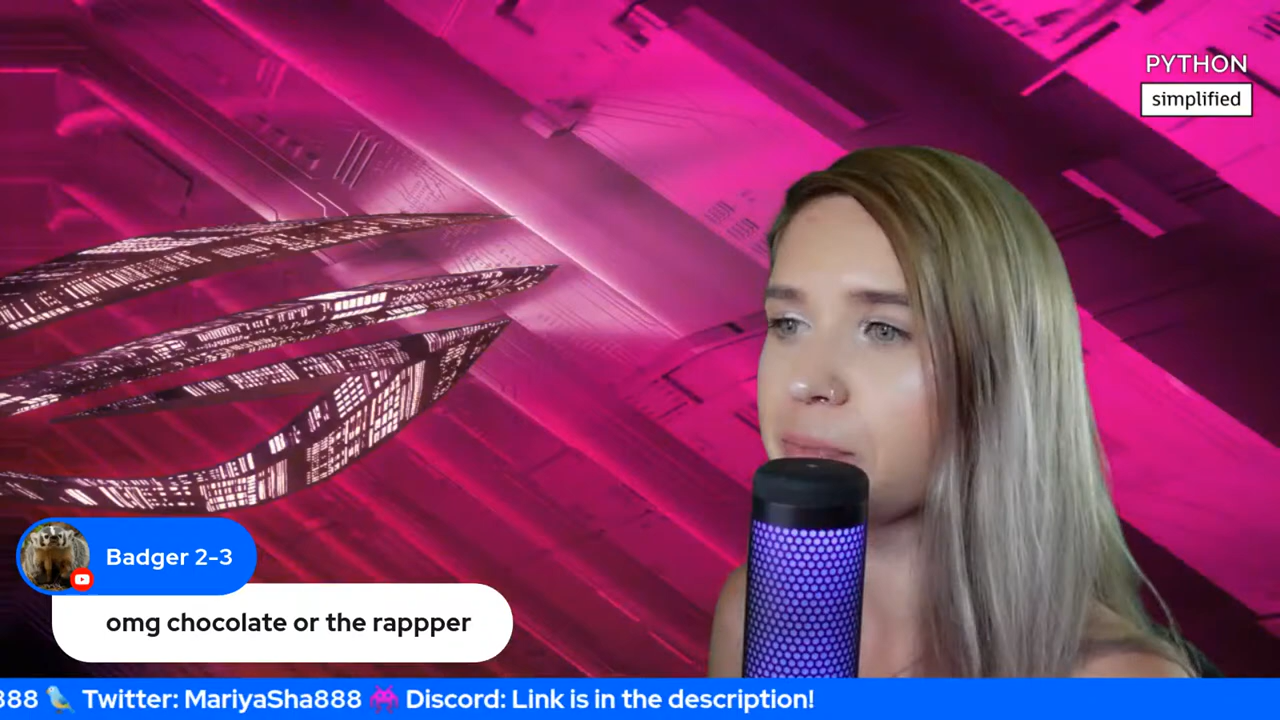 PYTHON
simplified
Badger 2-3
omg chocolate or the rappper
888 🐦 Twitter: MariyaSha888 👾 Discord: Link is in the description!